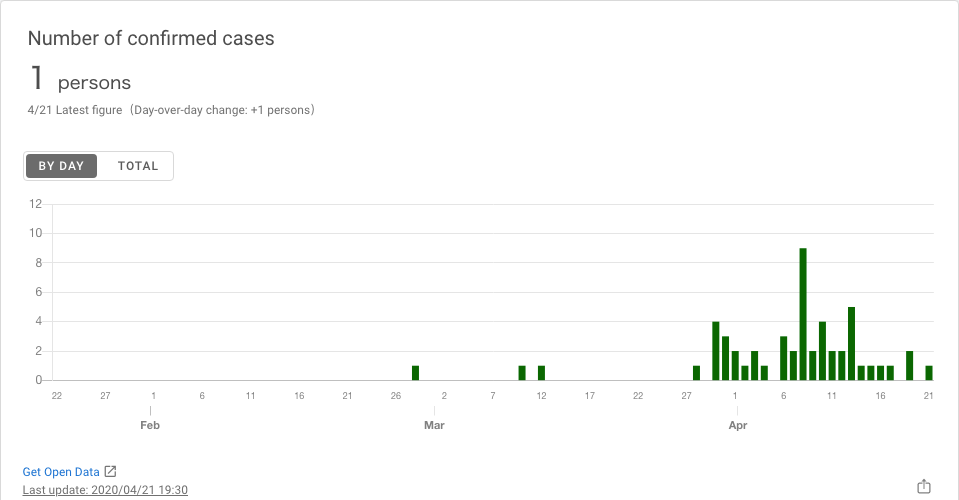 Number of confirmed cases
1 persons
4/21 Latest figure（Day-over-day change: +1 persons）
BY DAY TOTAL
12
10
8
6
4
2
0
22 27 1 6 11 16 21 26 2 7 12 17 22 27 1 6 11 16 21
Feb Mar Apr
Get Open Data
Last update: 2020/04/21 19:30